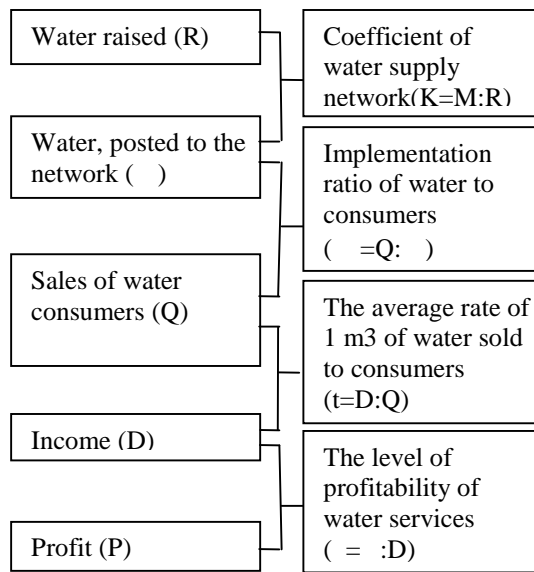 Water raised (R)
Water, posted to the
network (   )
Sales of water
consumers (Q)
Income (D)
Profit (P)
Coefficient of
water supply
network(K=M:R)
Implementation
ratio of water to
consumers
(   =Q:   )
The average rate of
1 m3 of water sold
to consumers
(t=D:Q)
The level of
profitability of
water services
(  =  :D)